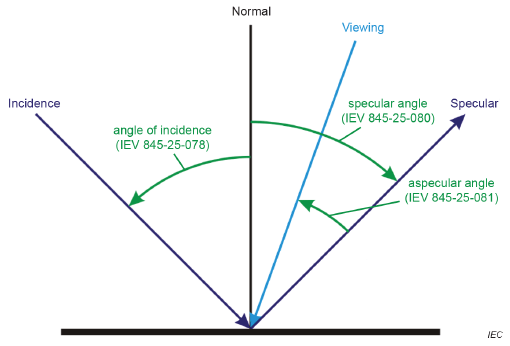 Normal
Viewing
Incidence
angle of incidence
(IEV 845-25-078)
specular angle
(IEV 845-25-080)
Specular
aspecular angle
(IEV 845-25-081)
IEC